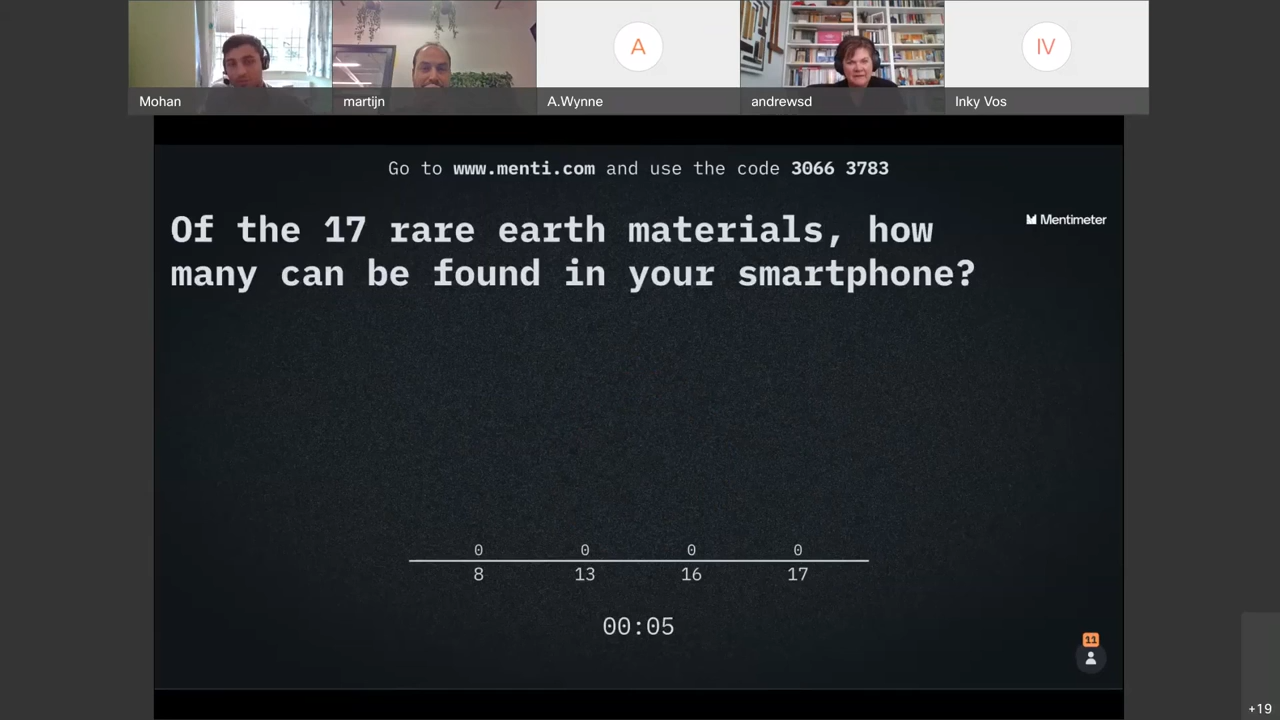 A
IV
Mohan
martijn
A.Wynne
andrewsd
Inky Vos
Go to www.menti.com and use the code 3066 3783
Of the 17 rare earth materials, how
many can be found in your smartphone?
Mentimeter
0 0 0 0
8 13 16 17
00:05
11
+19